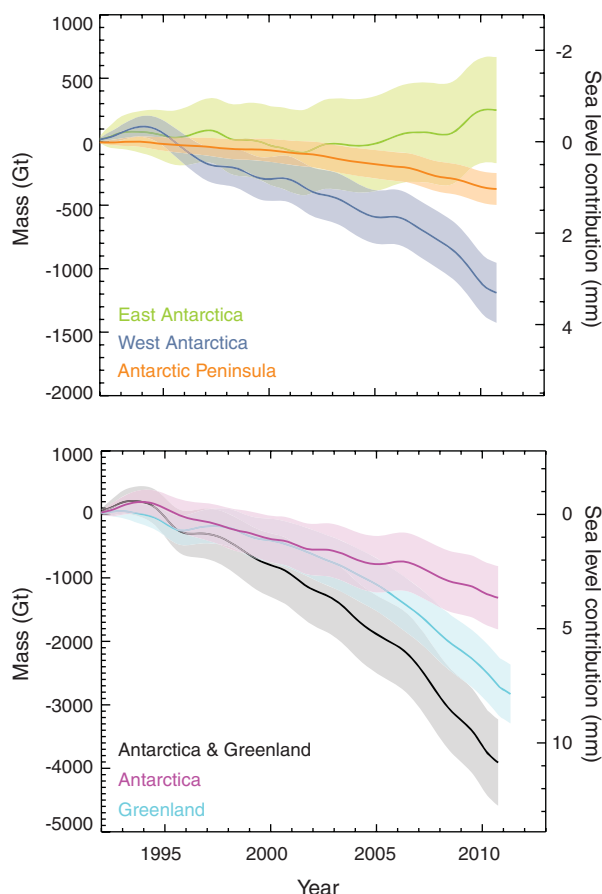 1000
500
0
-500
-1000
-1500
-2000
Mass (Gt)
-2
0
2
4
Sea level contribution (mm)
East Antarctica
West Antarctica
Antarctic Peninsula
1000
0
-1000
-2000
-3000
-4000
-5000
Mass (Gt)
0
5
10
Sea level contribution (mm)
Antarctica & Greenland
Antarctica
Greenland
1995
2000
2005
2010
Year